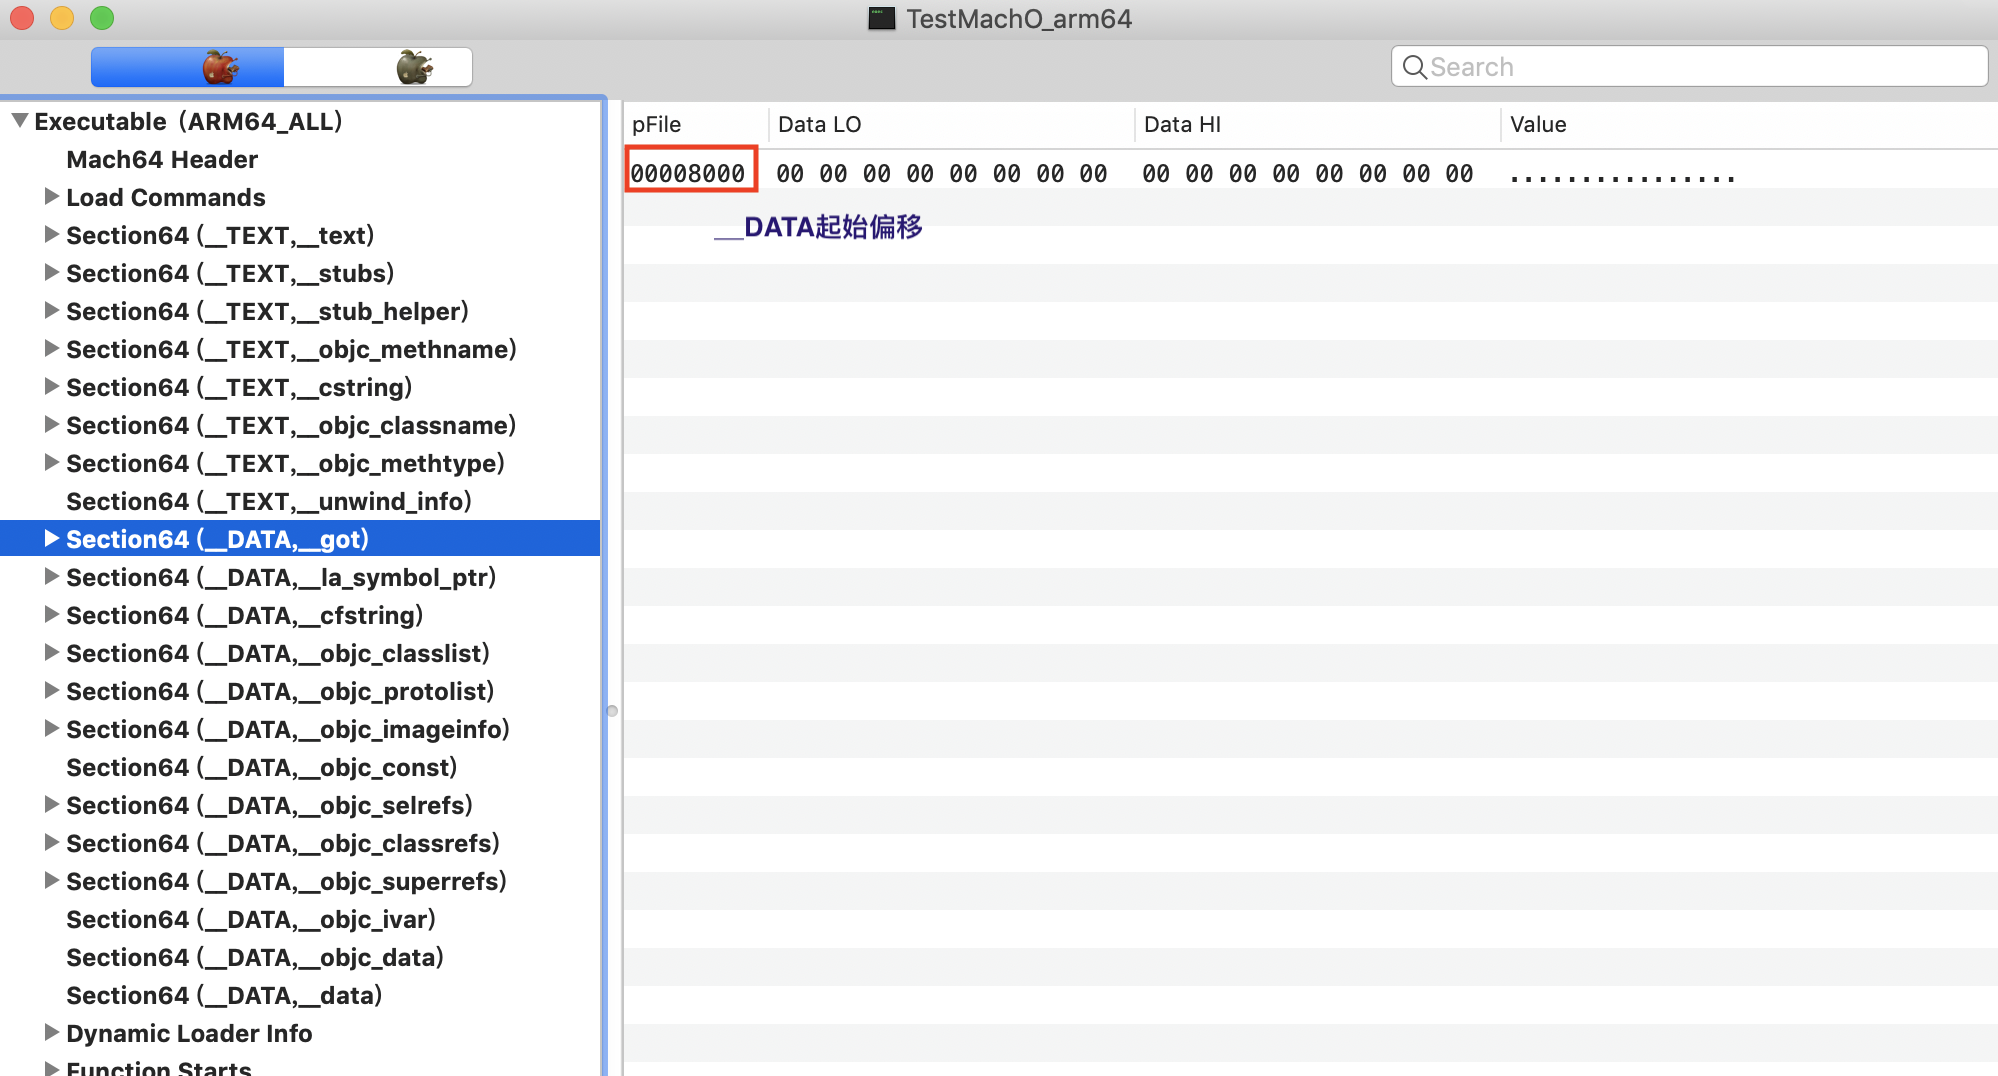 TestMachO_arm64
Search
Executable (ARM64_ALL)
Mach64 Header
Load Commands
Section64 (__TEXT,__text)
Section64 (__TEXT,__stubs)
Section64 (__TEXT,__stub_helper)
Section64 (__TEXT,__objc_methname)
Section64 (__TEXT,__cstring)
Section64 (__TEXT,__objc_classname)
Section64 (__TEXT,__objc_methtype)
Section64 (__TEXT,__unwind_info)
Section64 (__DATA,__got)
Section64 (__DATA,__la_symbol_ptr)
Section64 (__DATA,__cfstring)
Section64 (__DATA,__objc_classlist)
Section64 (__DATA,__objc_protolist)
Section64 (__DATA,__objc_imageinfo)
Section64 (__DATA,__objc_const)
Section64 (__DATA,__objc_selrefs)
Section64 (__DATA,__objc_classrefs)
Section64 (__DATA,__objc_superrefs)
Section64 (__DATA,__objc_ivar)
Section64 (__DATA,__objc_data)
Section64 (__DATA,__data)
Dynamic Loader Info
Function Starts
pFile Data LO Data HI Value
00008000 00 00 00 00 00 00 00 00 00 00 00 00 00 00 00 00 ................
__DATA起始偏移